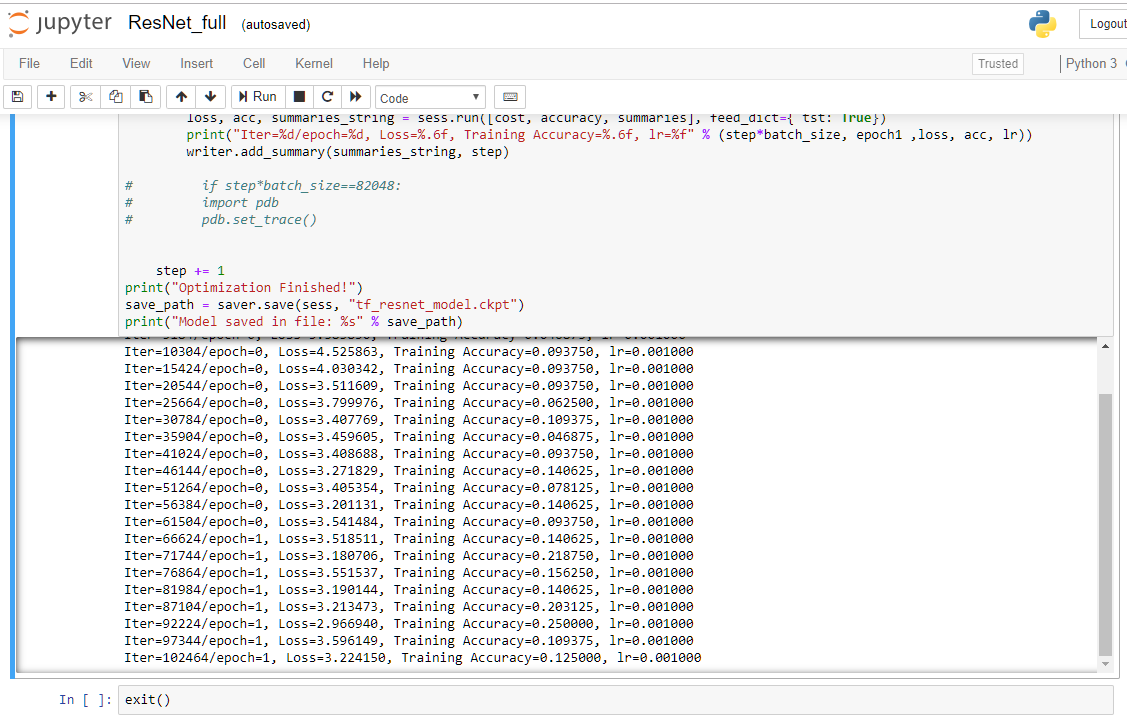 jupyter ResNet_full (autosaved) Logout
File Edit View Insert Cell Kernel Help Trusted Python 3
Run Code
loss, acc, summaries_string = sess.run([cost, accuracy, summaries], feed_dict={ tst: True})
print("Iter=%d/epoch=%d, Loss=%.6f, Training Accuracy=%.6f, lr=%f" % (step*batch_size, epoch1 ,loss, acc, lr))
writer.add_summary(summaries_string, step)
# if step*batch_size==82048:
# import pdb
# pdb.set_trace()
step += 1
print("Optimization Finished!")
save_path = saver.save(sess, "tf_resnet_model.ckpt")
print("Model saved in file: %s" % save_path)
Iter=10304/epoch=0, Loss=4.525863, Training Accuracy=0.093750, lr=0.001000
Iter=15424/epoch=0, Loss=4.030342, Training Accuracy=0.093750, lr=0.001000
Iter=20544/epoch=0, Loss=3.511609, Training Accuracy=0.093750, lr=0.001000
Iter=25664/epoch=0, Loss=3.799976, Training Accuracy=0.062500, lr=0.001000
Iter=30784/epoch=0, Loss=3.407769, Training Accuracy=0.109375, lr=0.001000
Iter=35904/epoch=0, Loss=3.459605, Training Accuracy=0.046875, lr=0.001000
Iter=41024/epoch=0, Loss=3.408688, Training Accuracy=0.093750, lr=0.001000
Iter=46144/epoch=0, Loss=3.271829, Training Accuracy=0.140625, lr=0.001000
Iter=51264/epoch=0, Loss=3.405354, Training Accuracy=0.078125, lr=0.001000
Iter=56384/epoch=0, Loss=3.201131, Training Accuracy=0.140625, lr=0.001000
Iter=61504/epoch=0, Loss=3.541484, Training Accuracy=0.093750, lr=0.001000
Iter=66624/epoch=1, Loss=3.518511, Training Accuracy=0.140625, lr=0.001000
Iter=71744/epoch=1, Loss=3.180706, Training Accuracy=0.218750, lr=0.001000
Iter=76864/epoch=1, Loss=3.551537, Training Accuracy=0.156250, lr=0.001000
Iter=81984/epoch=1, Loss=3.190144, Training Accuracy=0.140625, lr=0.001000
Iter=87104/epoch=1, Loss=3.213473, Training Accuracy=0.203125, lr=0.001000
Iter=92224/epoch=1, Loss=2.966940, Training Accuracy=0.250000, lr=0.001000
Iter=97344/epoch=1, Loss=3.596149, Training Accuracy=0.109375, lr=0.001000
Iter=102464/epoch=1, Loss=3.224150, Training Accuracy=0.125000, lr=0.001000
In [ ]: exit()